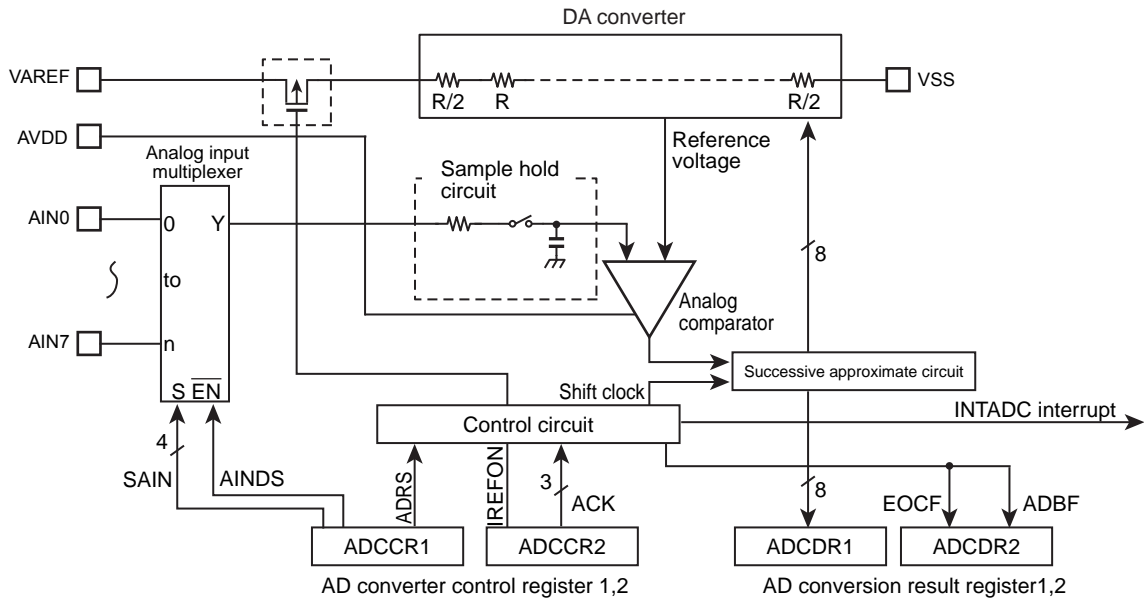 DA converter
VAREF
R/2
R
R/2
VSS
AVDD
Analog input
multiplexer
Reference
voltage
Sample hold
circuit
AIN0
0
Y
to
8
AIN7
n
Analog
comparator
S EN
Successive approximate circuit
Shift clock
INTADC interrupt
Control circuit
4
SAIN
AINDS
ADRS
IREFON
3
ACK
8
EOCF
ADBF
ADCCR1
ADCCR2
ADCDR1
ADCDR2
AD converter control register 1,2
AD conversion result register1,2